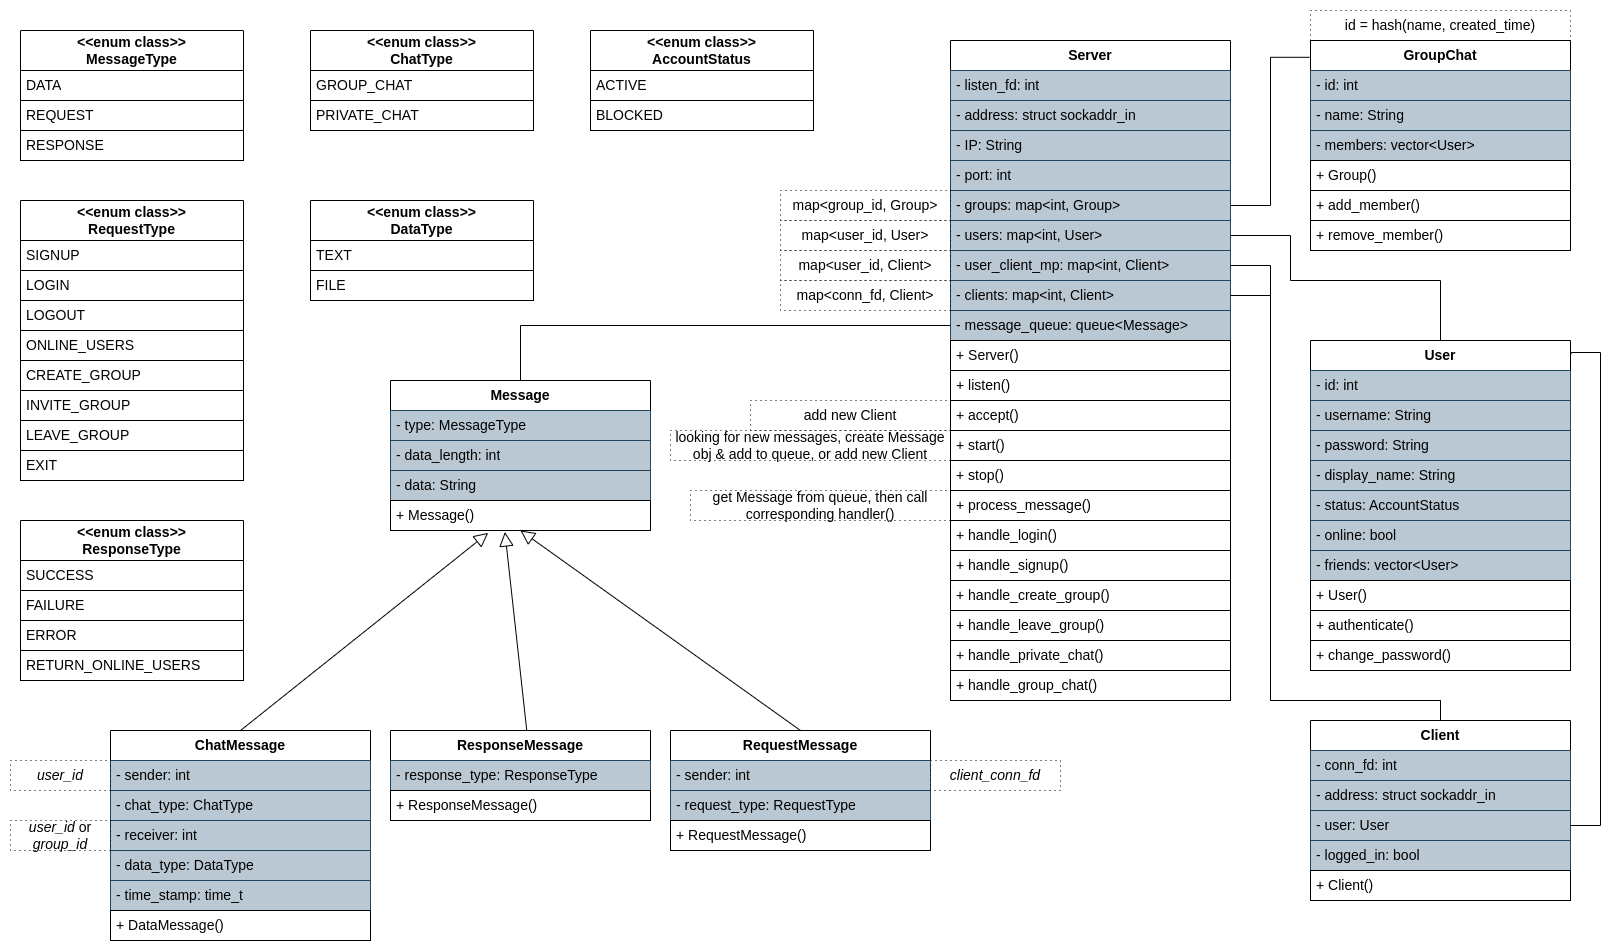 <<enum class>>
MessageType
DATA
REQUEST
RESPONSE
<<enum class>>
ChatType
GROUP_CHAT
PRIVATE_CHAT
<<enum class>>
AccountStatus
ACTIVE
BLOCKED
<<enum class>>
RequestType
SIGNUP
LOGIN
LOGOUT
ONLINE_USERS
CREATE_GROUP
INVITE_GROUP
LEAVE_GROUP
EXIT
<<enum class>>
DataType
TEXT
FILE
<<enum class>>
ResponseType
SUCCESS
FAILURE
ERROR
RETURN_ONLINE_USERS
Message
- type: MessageType
- data_length: int
- data: String
+ Message()
user_id
user_id or
group_id
ChatMessage
- sender: int
- chat_type: ChatType
- receiver: int
- data_type: DataType
- time_stamp: time_t
+ DataMessage()
ResponseMessage
- response_type: ResponseType
+ ResponseMessage()
RequestMessage
- sender: int
- request_type: RequestType
+ RequestMessage()
client_conn_fd
map<group_id, Group>
map<user_id, User>
map<user_id, Client>
map<conn_fd, Client>
add new Client
looking for new messages, create Message
obj & add to queue, or add new Client
get Message from queue, then call
corresponding handler()
Server
- listen_fd: int
- address: struct sockaddr_in
- IP: String
- port: int
- groups: map<int, Group>
- users: map<int, User>
- user_client_mp: map<int, Client>
- clients: map<int, Client>
- message_queue: queue<Message>
+ Server()
+ listen()
+ accept()
+ start()
+ stop()
+ process_message()
+ handle_login()
+ handle_signup()
+ handle_create_group()
+ handle_leave_group()
+ handle_private_chat()
+ handle_group_chat()
id = hash(name, created_time)
GroupChat
- id: int
- name: String
- members: vector<User>
+ Group()
+ add_member()
+ remove_member()
User
- id: int
- username: String
- password: String
- display_name: String
- status: AccountStatus
- online: bool
- friends: vector<User>
+ User()
+ authenticate()
+ change_password()
Client
- conn_fd: int
- address: struct sockaddr_in
- user: User
- logged_in: bool
+ Client()